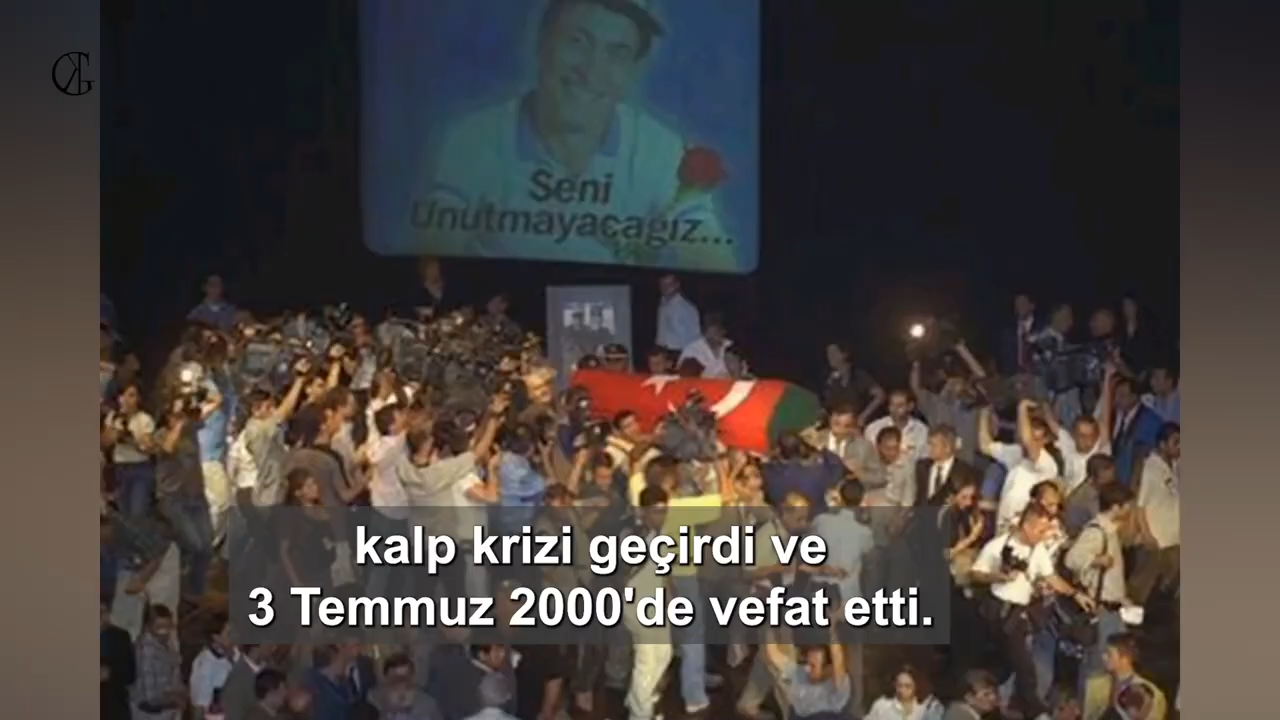 Seni
Unutmayacağız...
kalp krizi geçirdi ve
3 Temmuz 2000'de vefat etti.